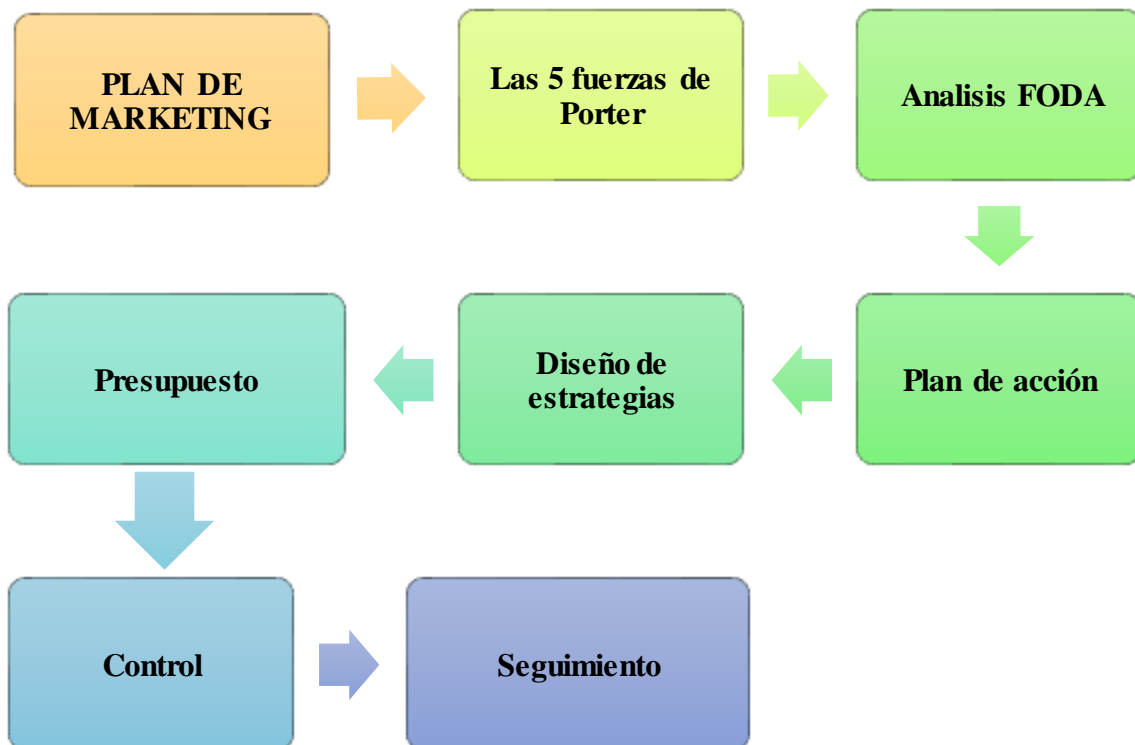 PLAN DE
MARKETING
Las 5 fuerzas de
Porter
Analisis FODA
Plan de acción
Diseño de
estrategias
Presupuesto
Control
Seguimiento